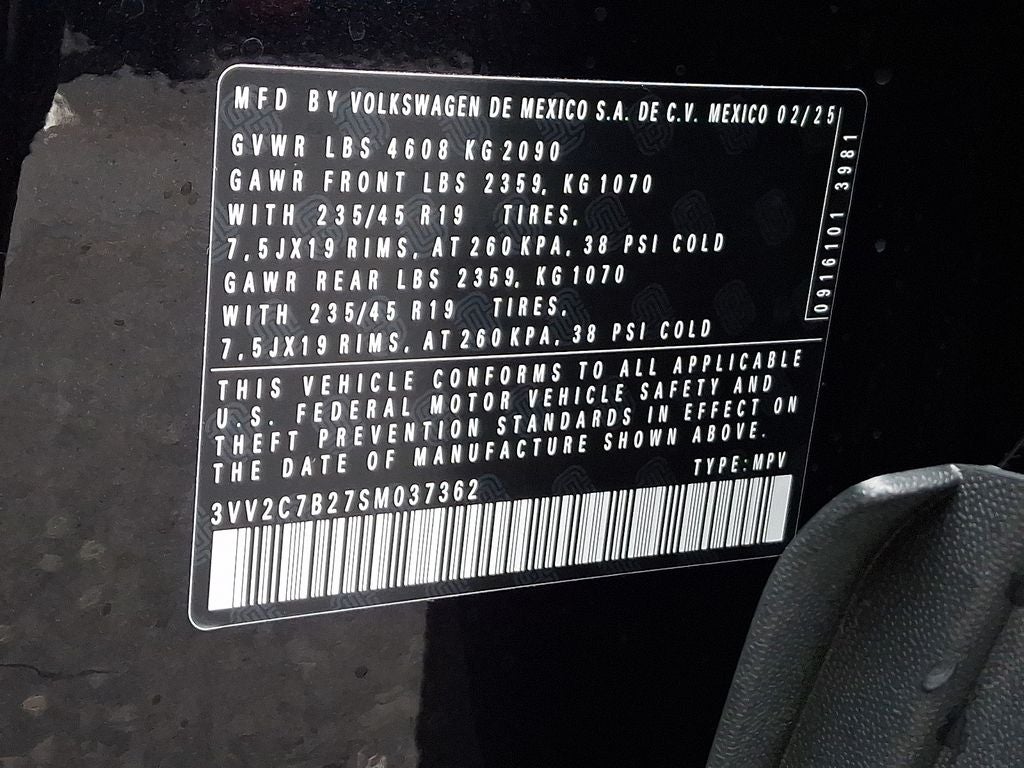 MFD BY VOLKSWAGEN DE MEXICO S.A. DE C.V. MEXICO 02/25
GVWR LBS 4608 KG 2090
GAWR FRONT LBS 2359, KG 1070
WITH 235/45 R19 TIRES,
7,5JX19 RIMS, AT 260 KPA, 38 PSI COLD
GAWR REAR LBS 2359, KG 1070
WITH 235/45 R19 TIRES,
7,5JX19 RIMS, AT 260 KPA, 38 PSI COLD
0916101 3981
THIS VEHICLE CONFORMS TO ALL APPLICABLE
U.S. FEDERAL MOTOR VEHICLE SAFETY AND
THEFT PREVENTION STANDARDS IN EFFECT ON
THE DATE OF MANUFACTURE SHOWN ABOVE.
TYPE: MPV
3VV2C7B27SM037362